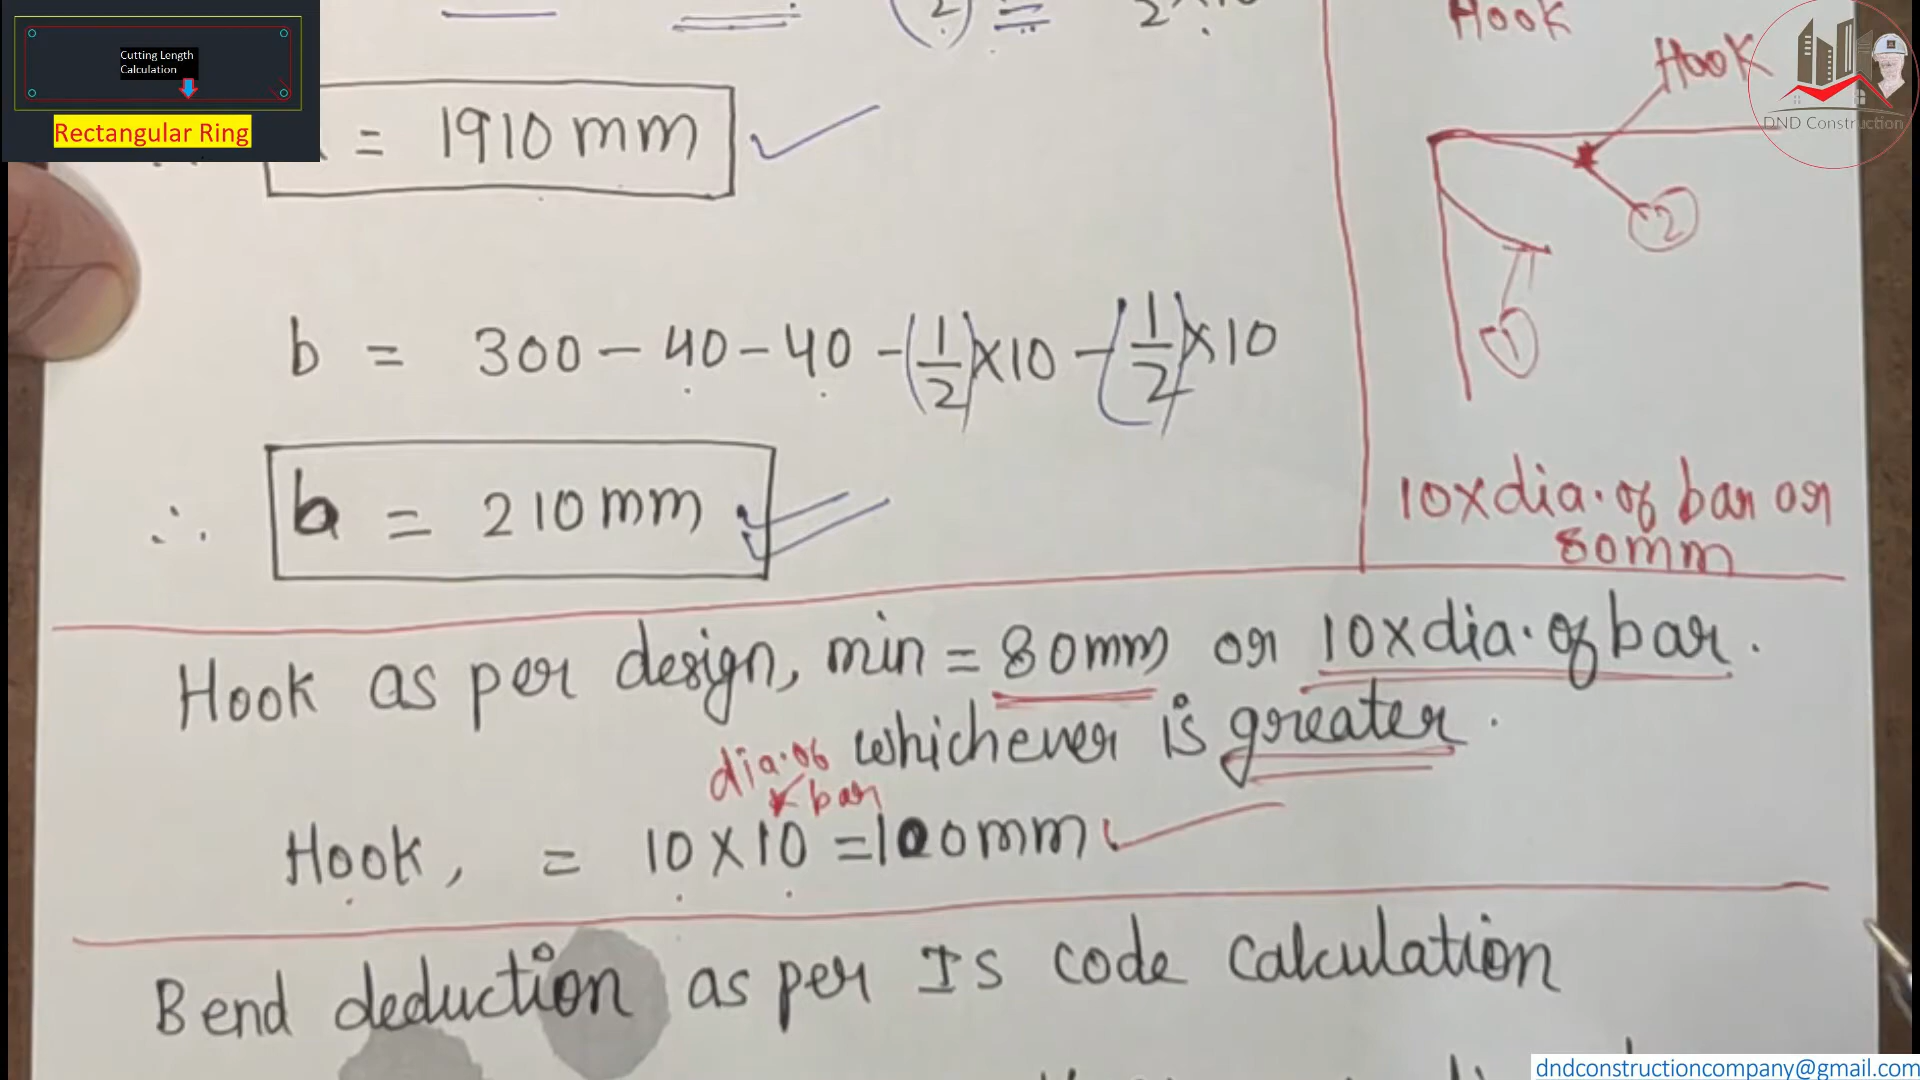 Cutting Length
Calculation
Rectangular Ring
= 1910 mm
b = 300 - 40 - 40 - (1/2) × 10 - (1/2) × 10
∴ b = 210 mm
Hook
Hook
DND Construction
2
1
10 x dia. of bar or
80mm
Hook as per design, min = 80mm or 10 x dia. of bar.
whichever is greater.
dia. of
bar
Hook, = 10 × 10 = 100mm
Bend deduction as per IS code calculation
dndconstructioncompany@gmail.com